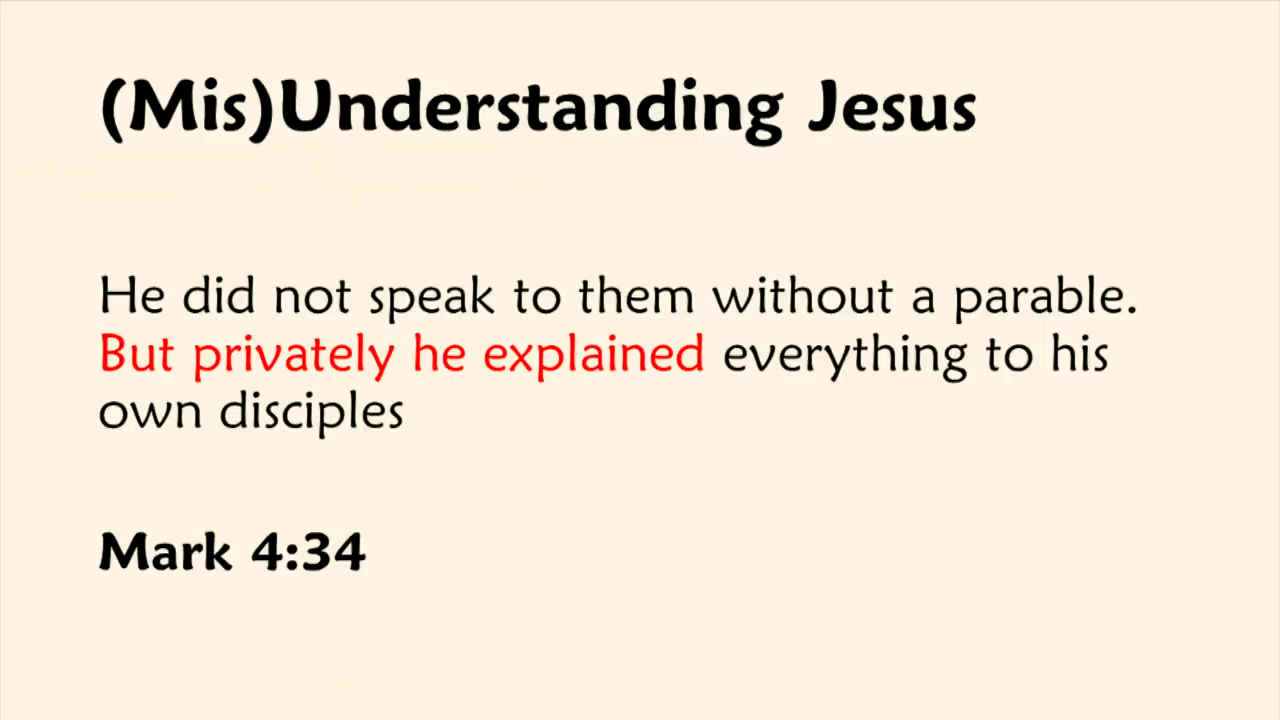 (Mis)Understanding Jesus
He did not speak to them without a parable.
But privately he explained everything to his
own disciples
Mark 4:34